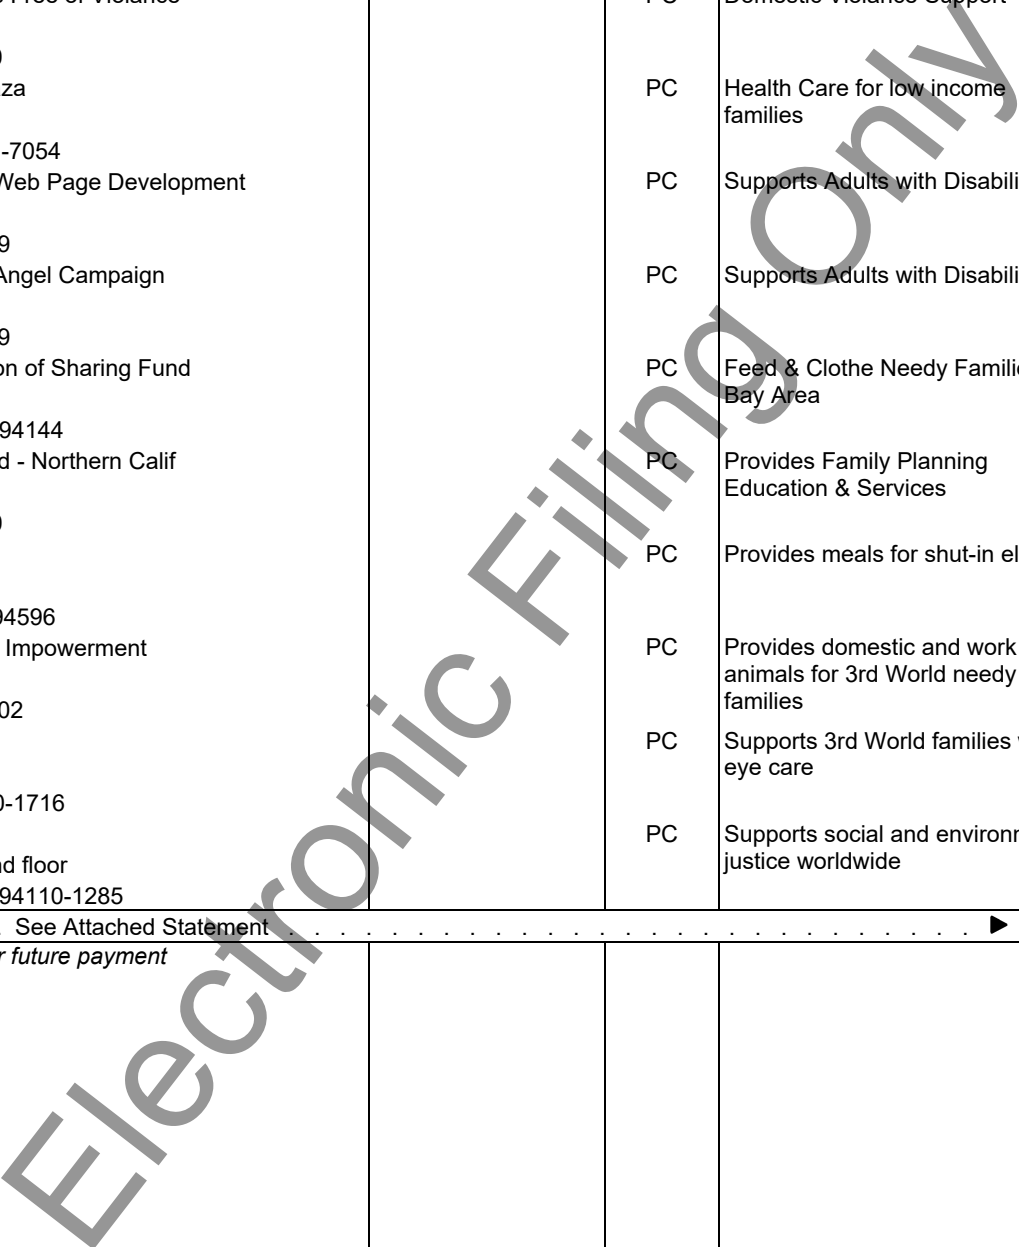 PC Domestic Violance Support
za PC Health Care for low income
families
-7054
Web Page Development PC Supports Adults with Disabili
9
Angel Campaign PC Supports Adults with Disabili
9
on of Sharing Fund PC Feed & Clothe Needy Familie
Bay Area
94144
d - Northern Calif PC Provides Family Planning
Education & Services
PC Provides meals for shut-in el
94596
Impowerment PC Provides domestic and work
animals for 3rd World needy
families
02
PC Supports 3rd World families
eye care
0-1716
PC Supports social and environ
justice worldwide
d floor
94110-1285
See Attached Statement . . . . . . . . . . . . . . . . . . . . . . . . . . . ▶
r future payment
Electronic Filing Only